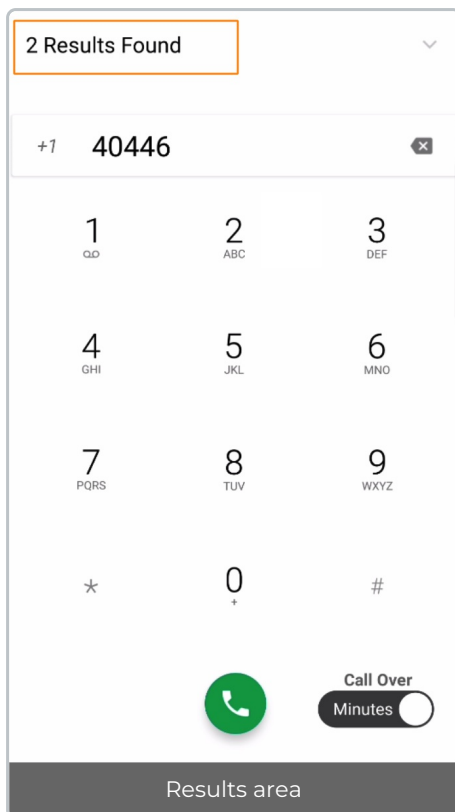 2 Results Found
+1 40446
1 2 3
ABC DEF
4 5 6
GHI JKL MNO
7 8 9
PQRS TUV WXYZ
* 0 #
+
Call Over
Minutes
Results area